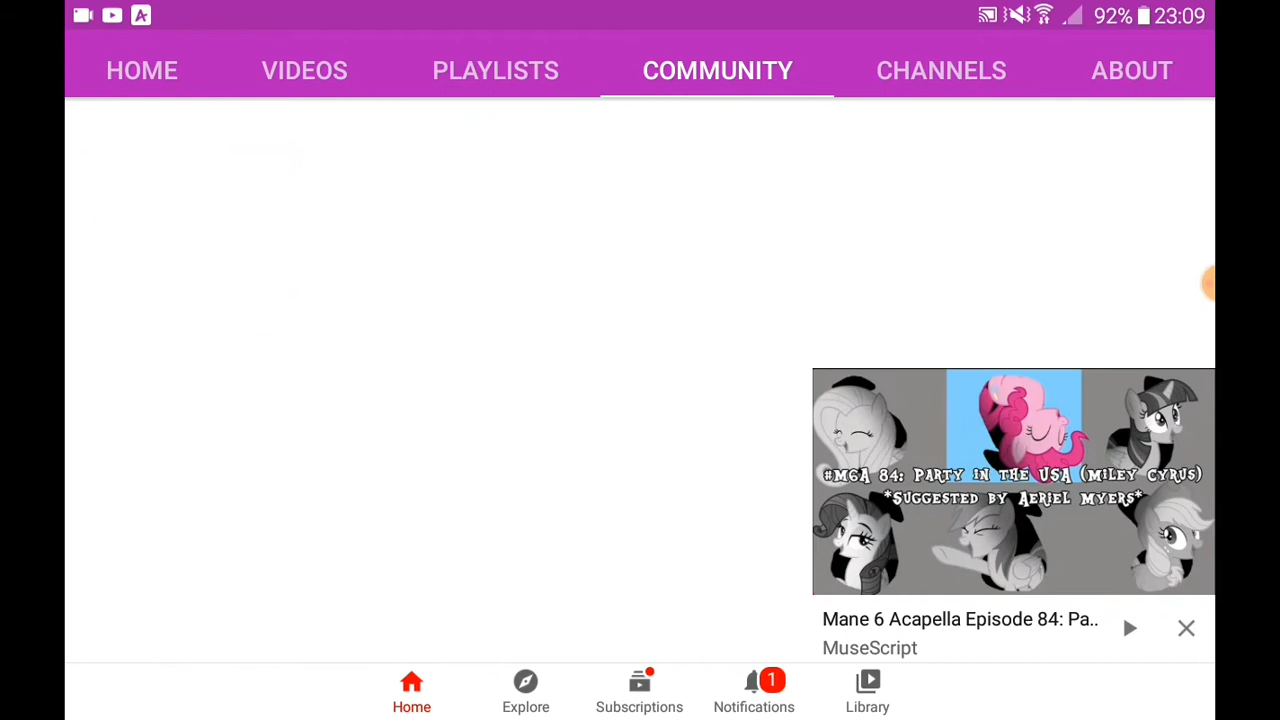 92% 23:09
HOME VIDEOS PLAYLISTS COMMUNITY CHANNELS ABOUT
#M6A 84: PARTY IN THE USA (MILEY CYRUS)
*SUGGESTED BY AERIEL MYERS*
Mane 6 Acapella Episode 84: Pa..
MuseScript
1
Home Explore Subscriptions Notifications Library